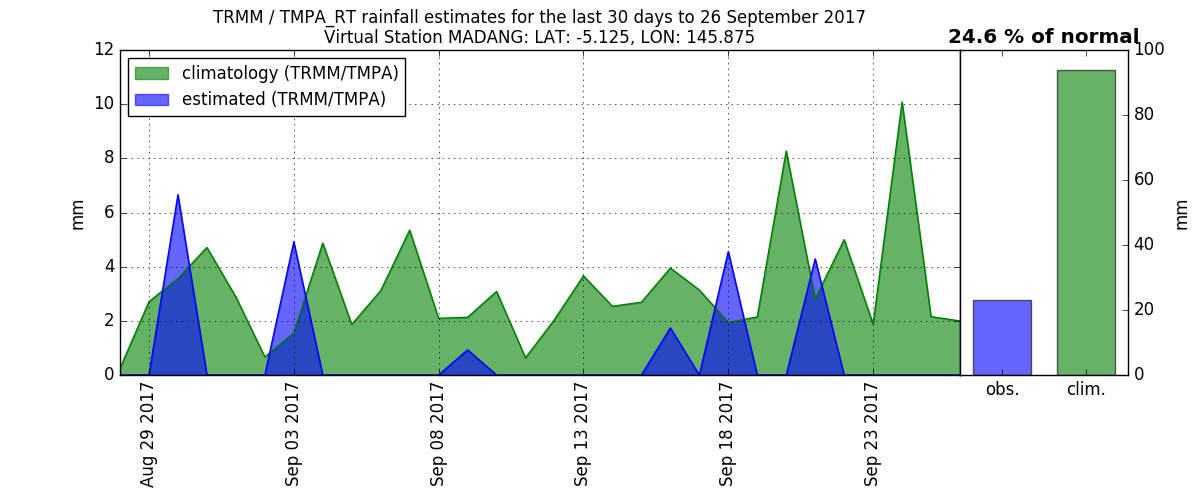 TRMM / TMPA_RT rainfall estimates for the last 30 days to 26 September 2017
Virtual Station MADANG: LAT: -5.125, LON: 145.875
24.6 % of normal
climatology (TRMM/TMPA)
estimated (TRMM/TMPA)
12
10
8
6
4
2
0
mm
Aug 29 2017
Sep 03 2017
Sep 08 2017
Sep 13 2017
Sep 18 2017
Sep 23 2017
100
80
60
40
20
0
mm
obs.
clim.